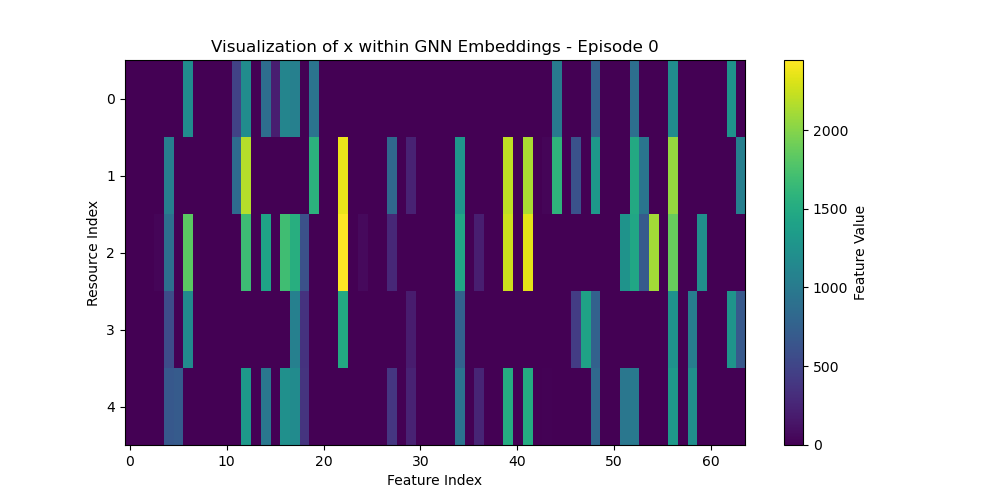 Visualization of x within GNN Embeddings - Episode 0
Resource Index
0
1
2
3
4
0 10 20 30 40 50 60
Feature Index
2000
1500
1000
500
0
Feature Value